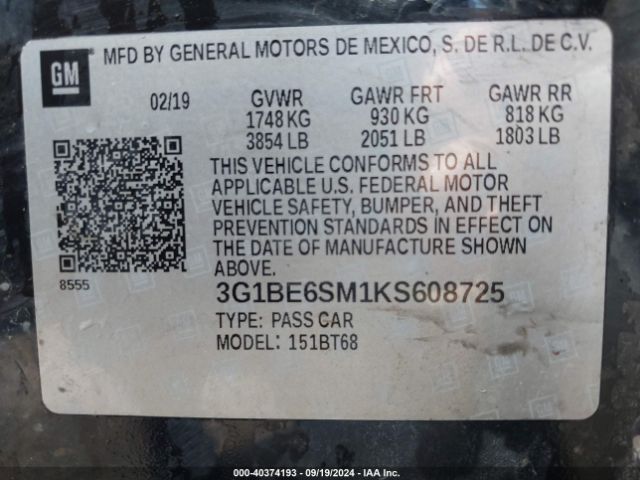 GM
MFD BY GENERAL MOTORS DE MEXICO, S. DE R.L. DE C.V.
02/19 GVWR GAWR FRT GAWR RR
1748 KG 930 KG 818 KG
3854 LB 2051 LB 1803 LB
THIS VEHICLE CONFORMS TO ALL
APPLICABLE U.S. FEDERAL MOTOR
VEHICLE SAFETY, BUMPER, AND THEFT
PREVENTION STANDARDS IN EFFECT ON
THE DATE OF MANUFACTURE SHOWN
ABOVE.
8555
3G1BE6SM1KS608725
TYPE: PASS CAR
MODEL: 151BT68
000-40374193 - 09/19/2024 - IAA Inc.